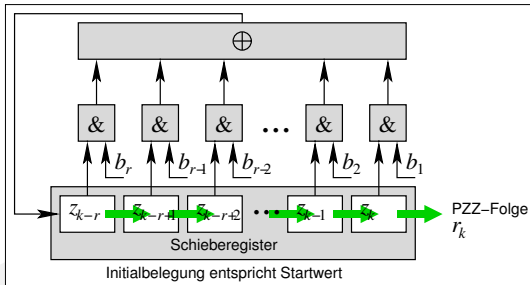 ⊕
& & & ... & &
b_r b_{r-1} b_{r-2} b_2 b_1
z_{k-r} z_{k-r+1} z_{k-r+2} ... z_{k-1} z_k
PZZ-Folge
r_k
Schieberegister
Initialbelegung entspricht Startwert